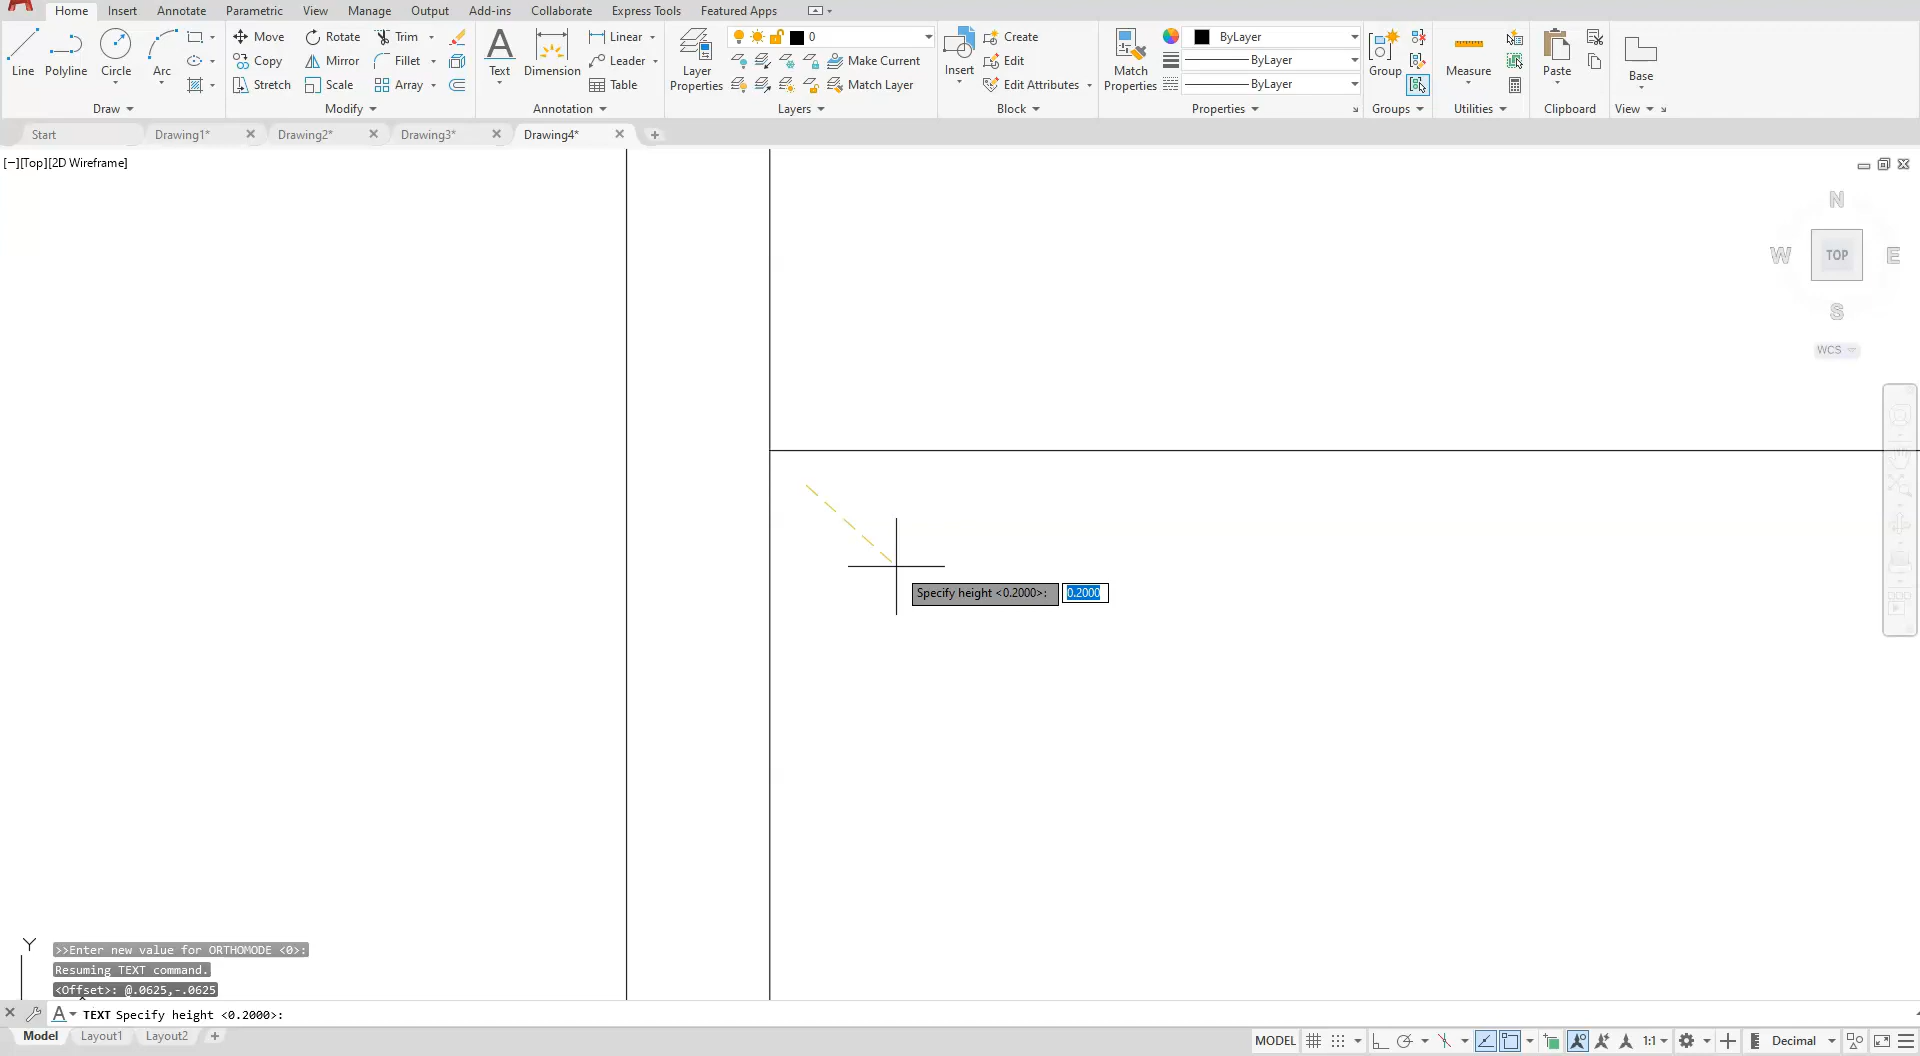 Home Insert Annotate Parametric View Manage Output Add-ins Collaborate Express Tools Featured Apps
Line Polyline Circle Arc
Move Rotate Trim
Copy Mirror Fillet
Stretch Scale Array
Text Dimension
Linear
Leader
Table
Layer Properties
0
Make Current
Match Layer
Insert
Create
Edit
Edit Attributes
Match Properties
ByLayer
ByLayer
ByLayer
Group
Measure
Paste
Base
Draw Modify Annotation Layers Block Properties Groups Utilities Clipboard View
Start Drawing1* Drawing2* Drawing3* Drawing4*
[−][Top][2D Wireframe]
N
W TOP E
S
WCS
Specify height <0.2000>: 0.2000
Y
>>Enter new value for ORTHOMODE <0>:
Resuming TEXT command.
<Offset>: @.0625,-.0625
TEXT Specify height <0.2000>:
Model Layout1 Layout2
MODEL 1:1 Decimal